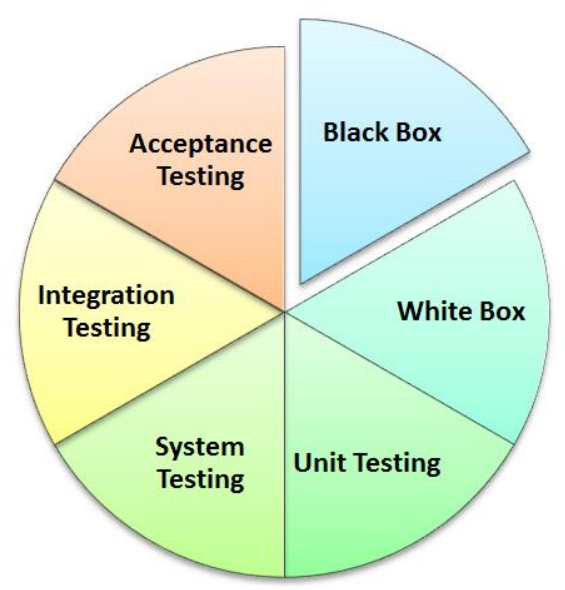 Black Box
Acceptance
Testing
Integration
Testing
White Box
System
Testing
Unit Testing